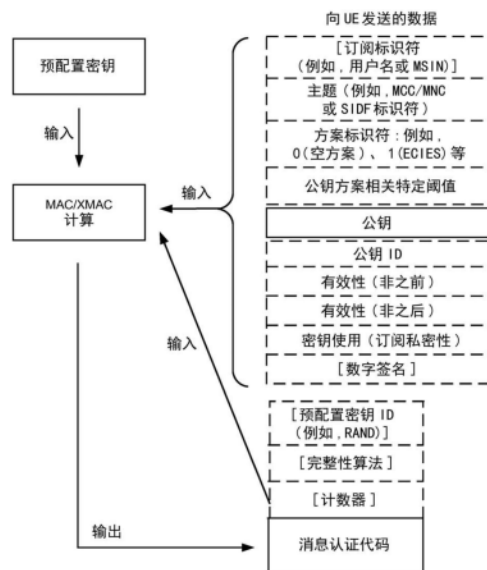 向UE发送的数据
预配置密钥
输入
MAC/XMAC
计算
输入
输入
输出
[订阅标识符
(例如,用户名或MSIN)]
主题(例如,MCC/MNC
或SIDF标识符)
方案标识符:例如,
0(空方案)、1(ECIES)等
公钥方案相关特定阈值
公钥
公钥 ID
有效性(非之前)
有效性(非之后)
密钥使用(订阅私密性)
[数字签名]
[预配置密钥 ID
(例如,RAND)]
[完整性算法]
[计数器]
消息认证代码